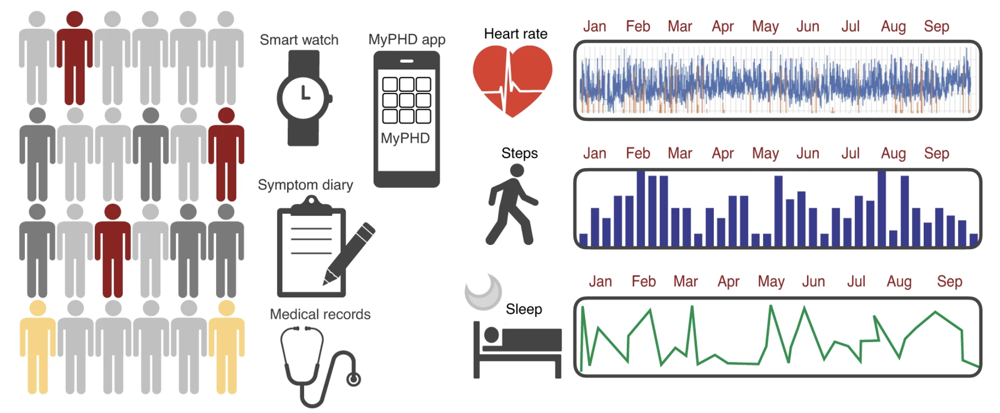 Smart watch
MyPHD app
MyPHD
Symptom diary
Medical records
Heart rate
Jan Feb Mar Apr May Jun Jul Aug Sep
Steps
Jan Feb Mar Apr May Jun Jul Aug Sep
Sleep
Jan Feb Mar Apr May Jun Jul Aug Sep